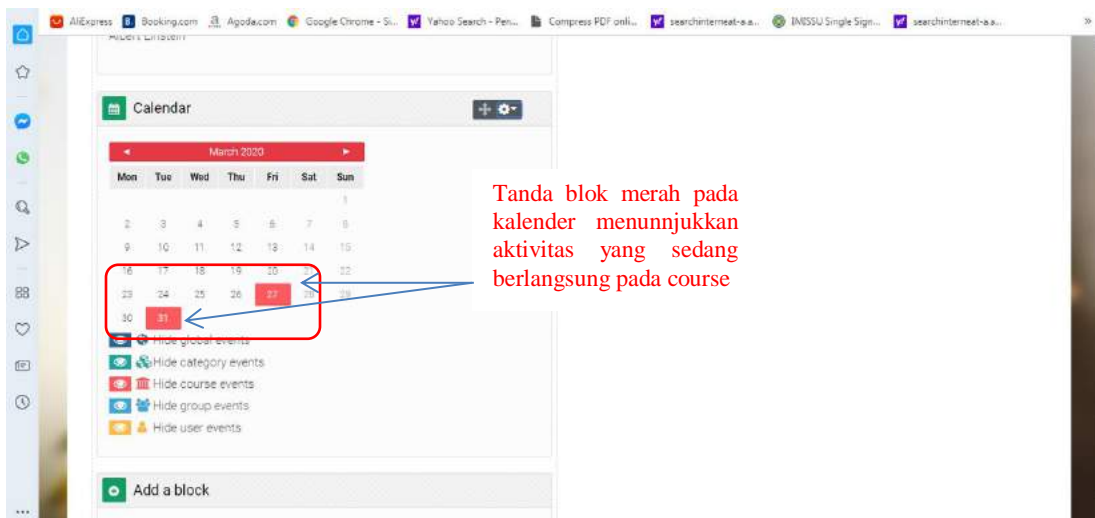 AliExpress Booking.com Agoda.com Google Chrome - Si... Yahoo Search - Pen... Compress PDF onli... searchinterneat-a.a... IMISSU Single Sign... searchinterneat-a.a... »
Albert Einstein
Calendar
◄ March 2020 ►
Mon Tue Wed Thu Fri Sat Sun
1
2 3 4 5 6 7 8
9 10 11 12 13 14 15
16 17 18 19 20 21 22
23 24 25 26 27 28 29
30 31
Hide global events
Hide category events
Hide course events
Hide group events
Hide user events
Add a block
Tanda blok merah pada
kalender menunnjukkan
aktivitas yang sedang
berlangsung pada course